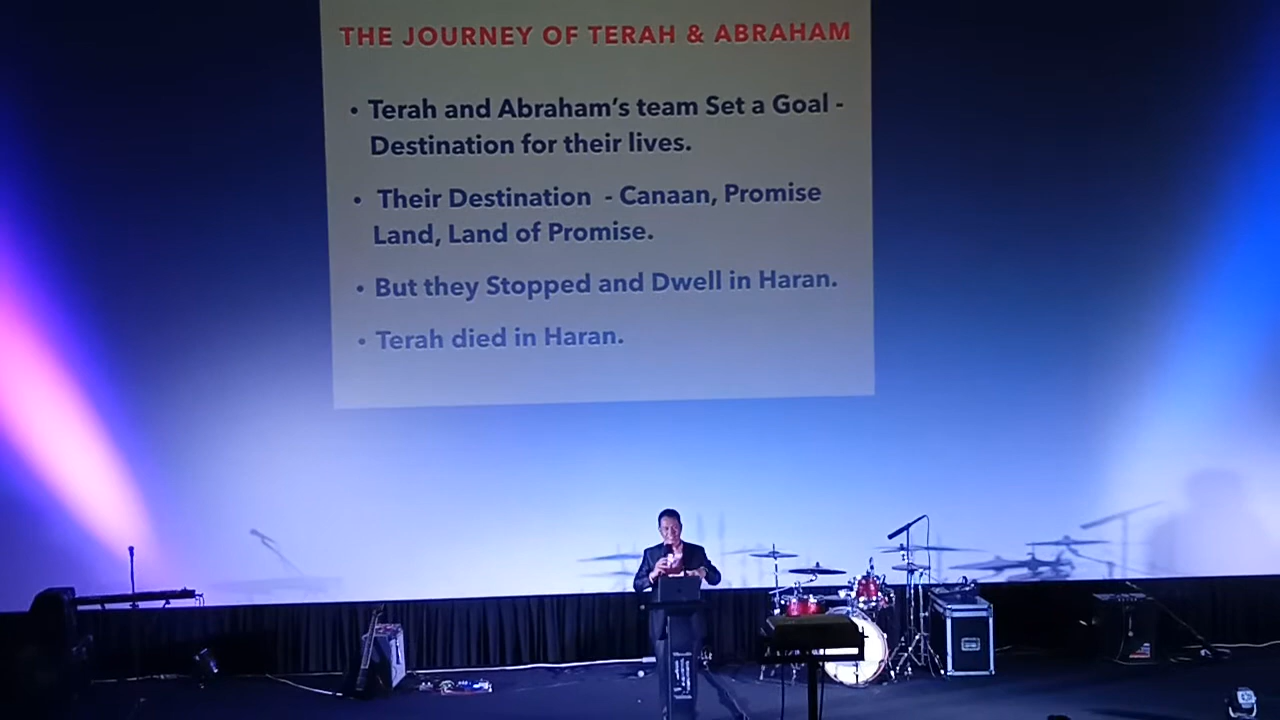 THE JOURNEY OF TERAH & ABRAHAM
• Terah and Abraham's team Set a Goal -
Destination for their lives.
• Their Destination - Canaan, Promise
Land, Land of Promise.
• But they Stopped and Dwell in Haran.
• Terah died in Haran.